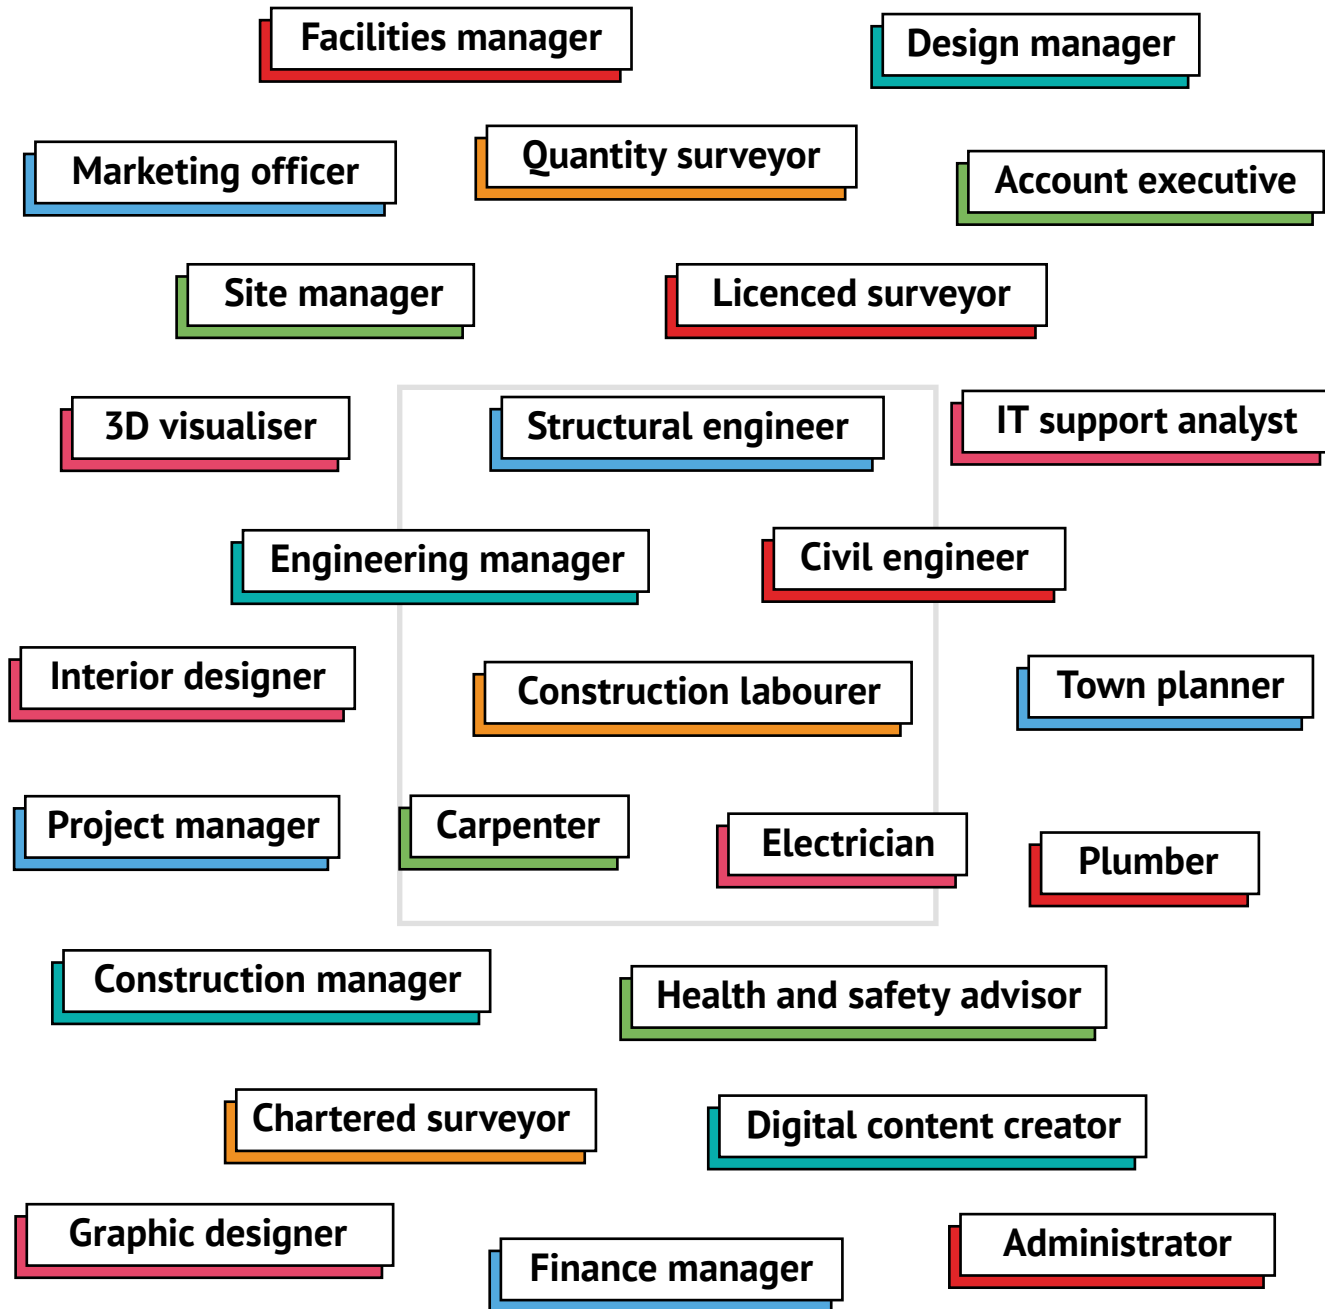 Facilities manager
Design manager
Marketing officer
Quantity surveyor
Account executive
Site manager
Licenced surveyor
3D visualiser
Structural engineer
IT support analyst
Engineering manager
Civil engineer
Interior designer
Construction labourer
Town planner
Project manager
Carpenter
Electrician
Plumber
Construction manager
Health and safety advisor
Chartered surveyor
Digital content creator
Graphic designer
Finance manager
Administrator